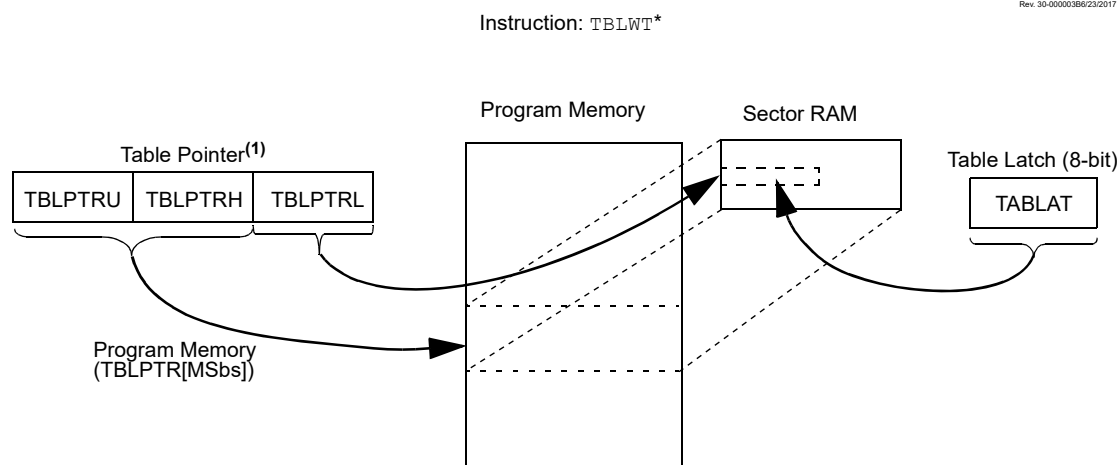 Rev. 30-000003B6/23/2017
Instruction: TBLWT*
Program Memory
Sector RAM
Table Pointer(1)
Table Latch (8-bit)
TBLPTRU TBLPTRH TBLPTRL
TABLAT
Program Memory
(TBLPTR[MSbs])